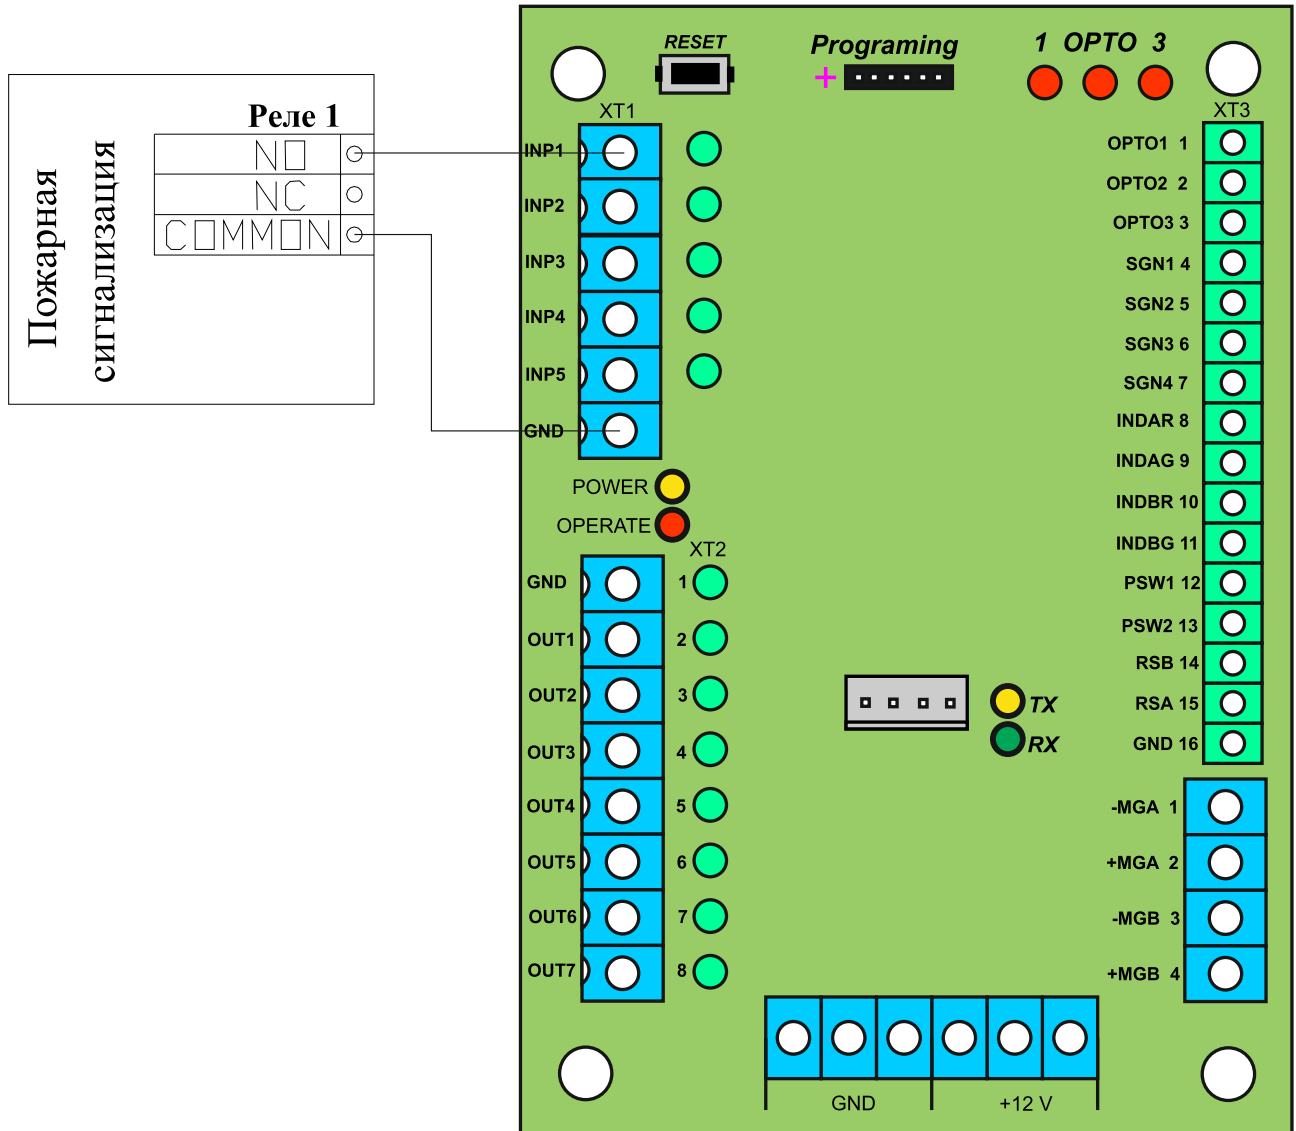 Пожарная
сигнализация
Реле 1
NO
NC
COMMON
RESET
Programing
+
1 OPTO 3
XT1
INP1
INP2
INP3
INP4
INP5
GND
POWER
OPERATE
XT2
GND 1
OUT1 2
OUT2 3
OUT3 4
OUT4 5
OUT5 6
OUT6 7
OUT7 8
TX
RX
XT3
OPTO1 1
OPTO2 2
OPTO3 3
SGN1 4
SGN2 5
SGN3 6
SGN4 7
INDAR 8
INDAG 9
INDBR 10
INDBG 11
PSW1 12
PSW2 13
RSB 14
RSA 15
GND 16
-MGA 1
+MGA 2
-MGB 3
+MGB 4
GND
+12 V